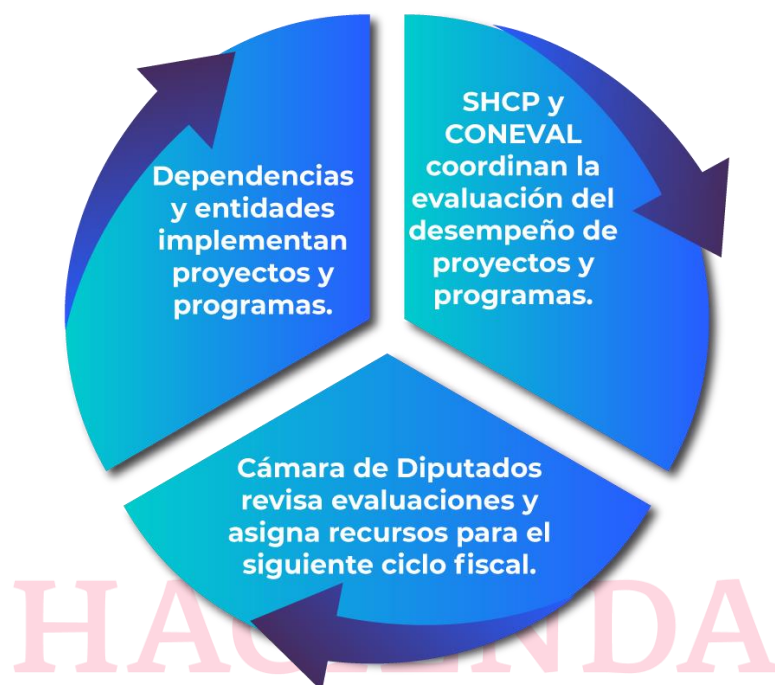 Dependencias
y entidades
implementan
proyectos y
programas.
SHCP y
CONEVAL
coordinan la
evaluación del
desempeño de
proyectos y
programas.
Cámara de Diputados
revisa evaluaciones y
asigna recursos para el
siguiente ciclo fiscal.
HACIENDA